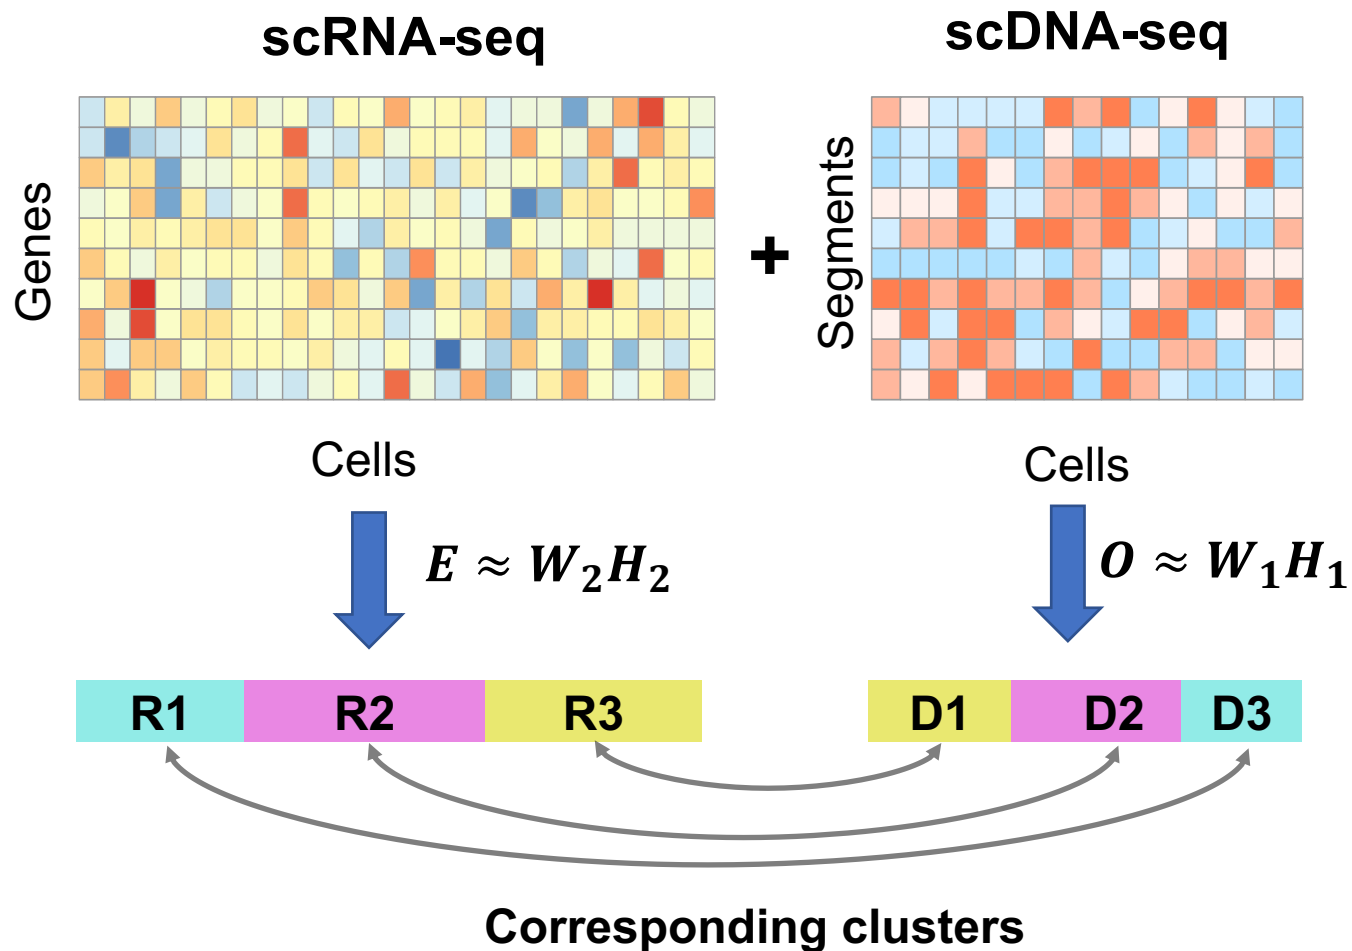 scRNA-seq
scDNA-seq
Genes
+
Segments
Cells
Cells
E ≈ W₂H₂
O ≈ W₁H₁
R1 R2 R3
D1 D2 D3
Corresponding clusters